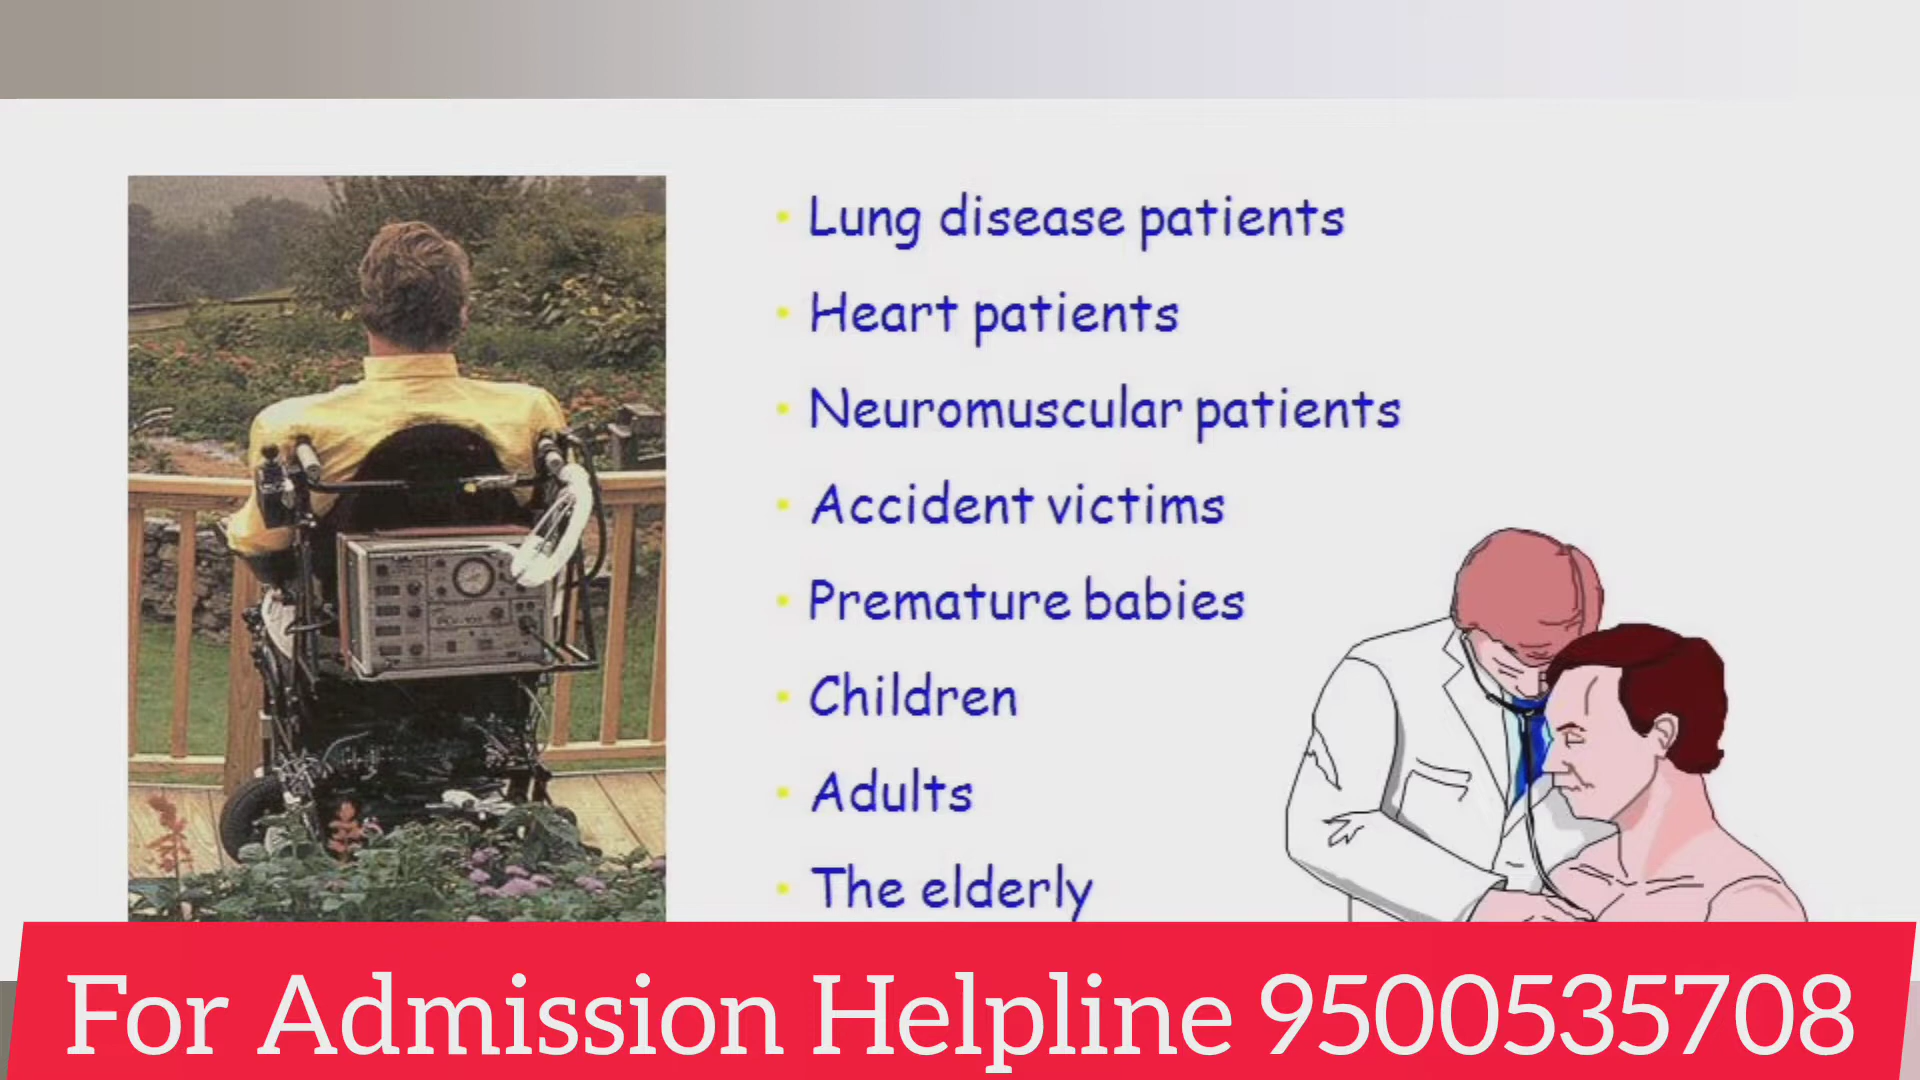 • Lung disease patients
• Heart patients
• Neuromuscular patients
• Accident victims
• Premature babies
• Children
• Adults
• The elderly
For Admission Helpline 9500535708